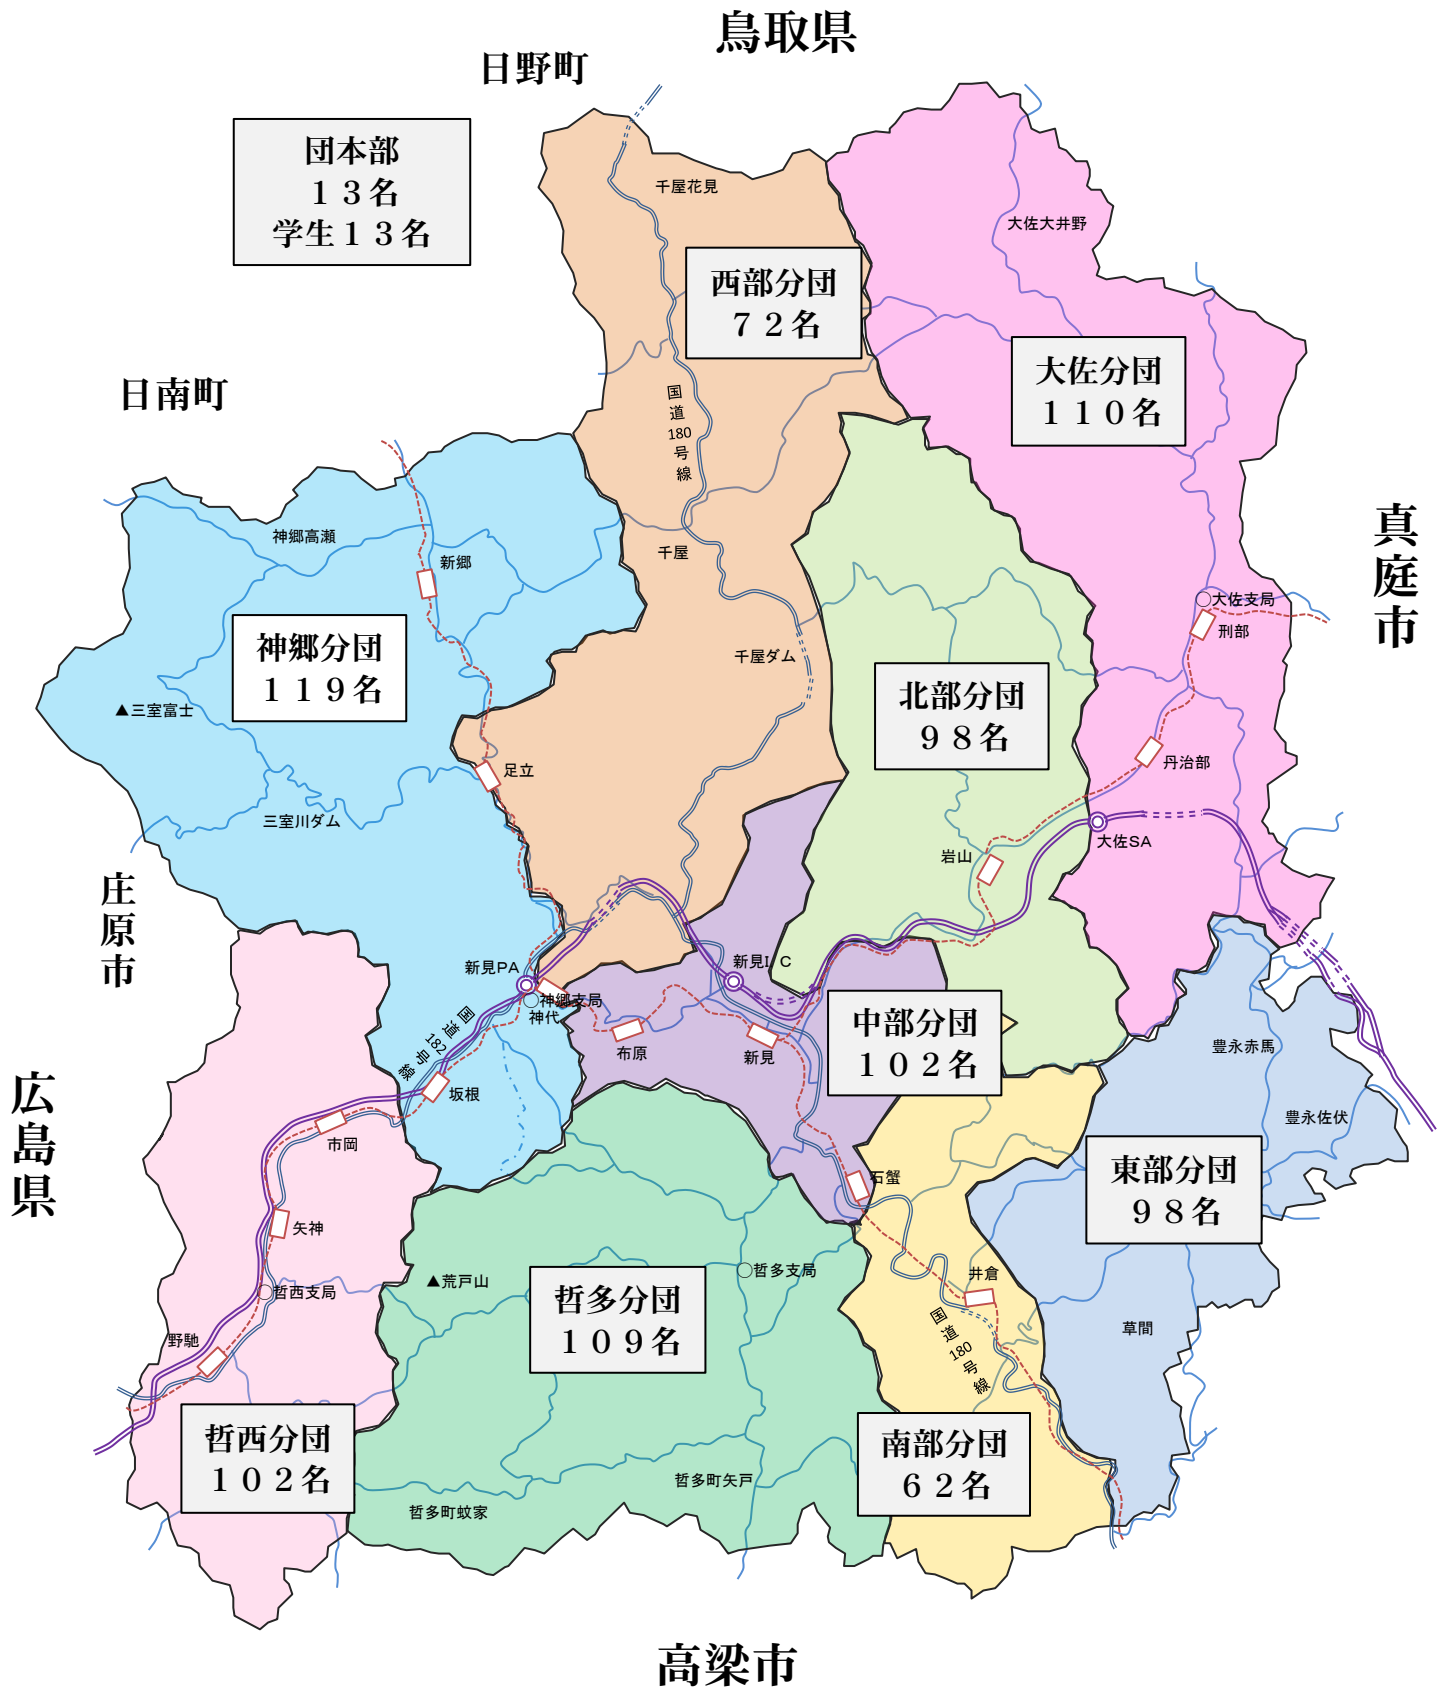 鳥取県
日野町
団本部
１３名
学生１３名
千屋花見
大佐大井野
西部分団
７２名
大佐分団
１１０名
日南町
国道180号線
真庭市
神郷高瀬
新郷
千屋
大佐支局
刑部
神郷分団
１１９名
千屋ダム
北部分団
９８名
▲三室富士
足立
丹治部
三室川ダム
大佐SA
岩山
庄原市
新見PA
新見I C
神郷支局
神代
国道182号線
中部分団
１０２名
布原
新見
豊永赤馬
広島県
坂根
豊永佐伏
市岡
東部分団
９８名
石蟹
矢神
哲多支局
井倉
▲荒戸山
哲西支局
哲多分団
１０９名
国道180号線
草間
野馳
哲西分団
１０２名
南部分団
６２名
哲多町矢戸
哲多町蚊家
高梁市